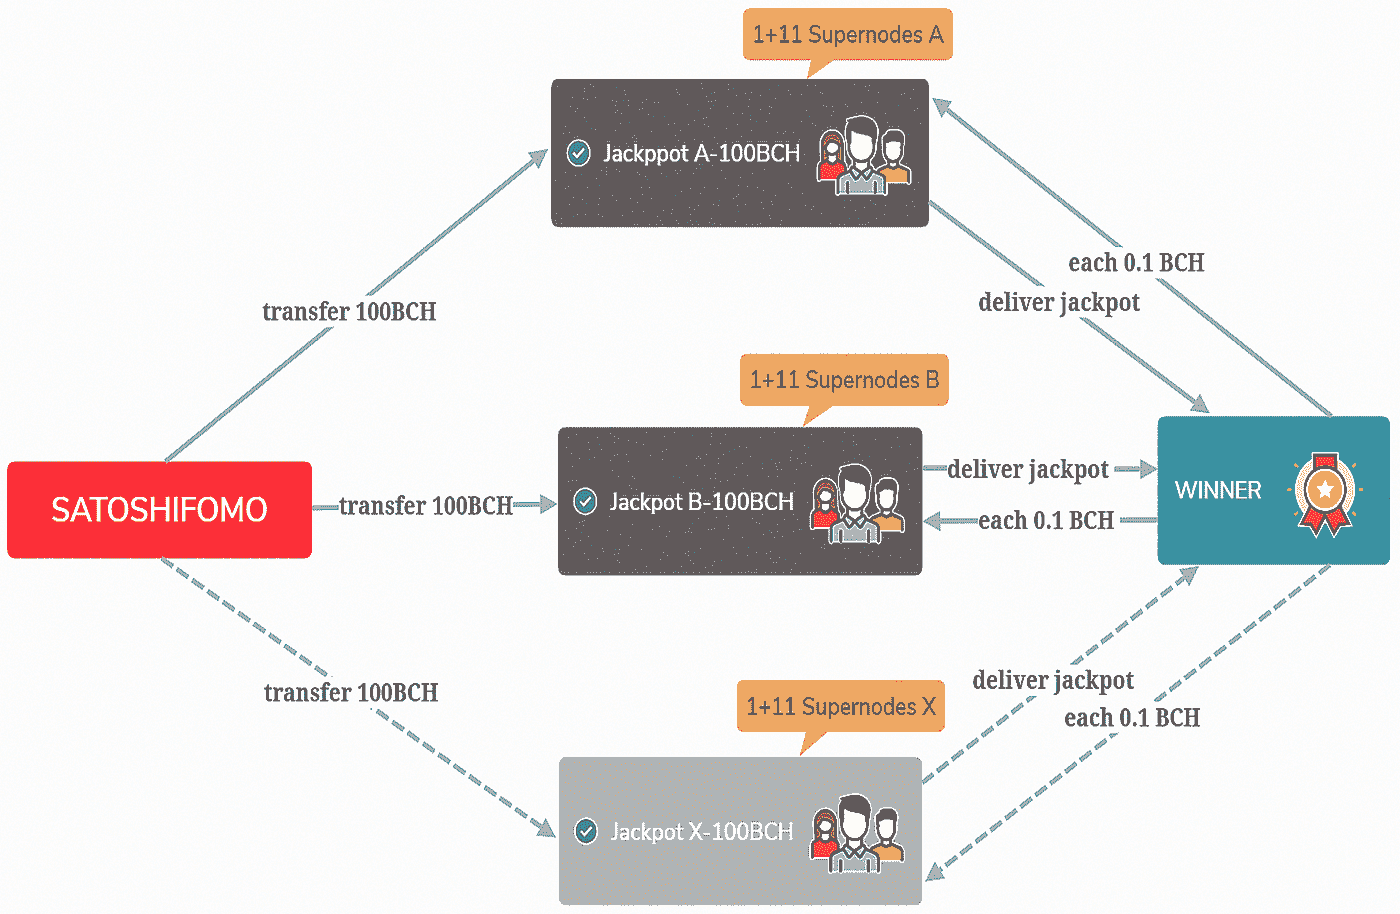 1+11 Supernodes A
Jackppot A-100BCH
each 0.1 BCH
deliver jackpot
transfer 100BCH
1+11 Supernodes B
SATOSHIFOMO
transfer 100BCH
Jackpot B-100BCH
deliver jackpot
each 0.1 BCH
WINNER
transfer 100BCH
1+11 Supernodes X
deliver jackpot
each 0.1 BCH
Jackpot X-100BCH